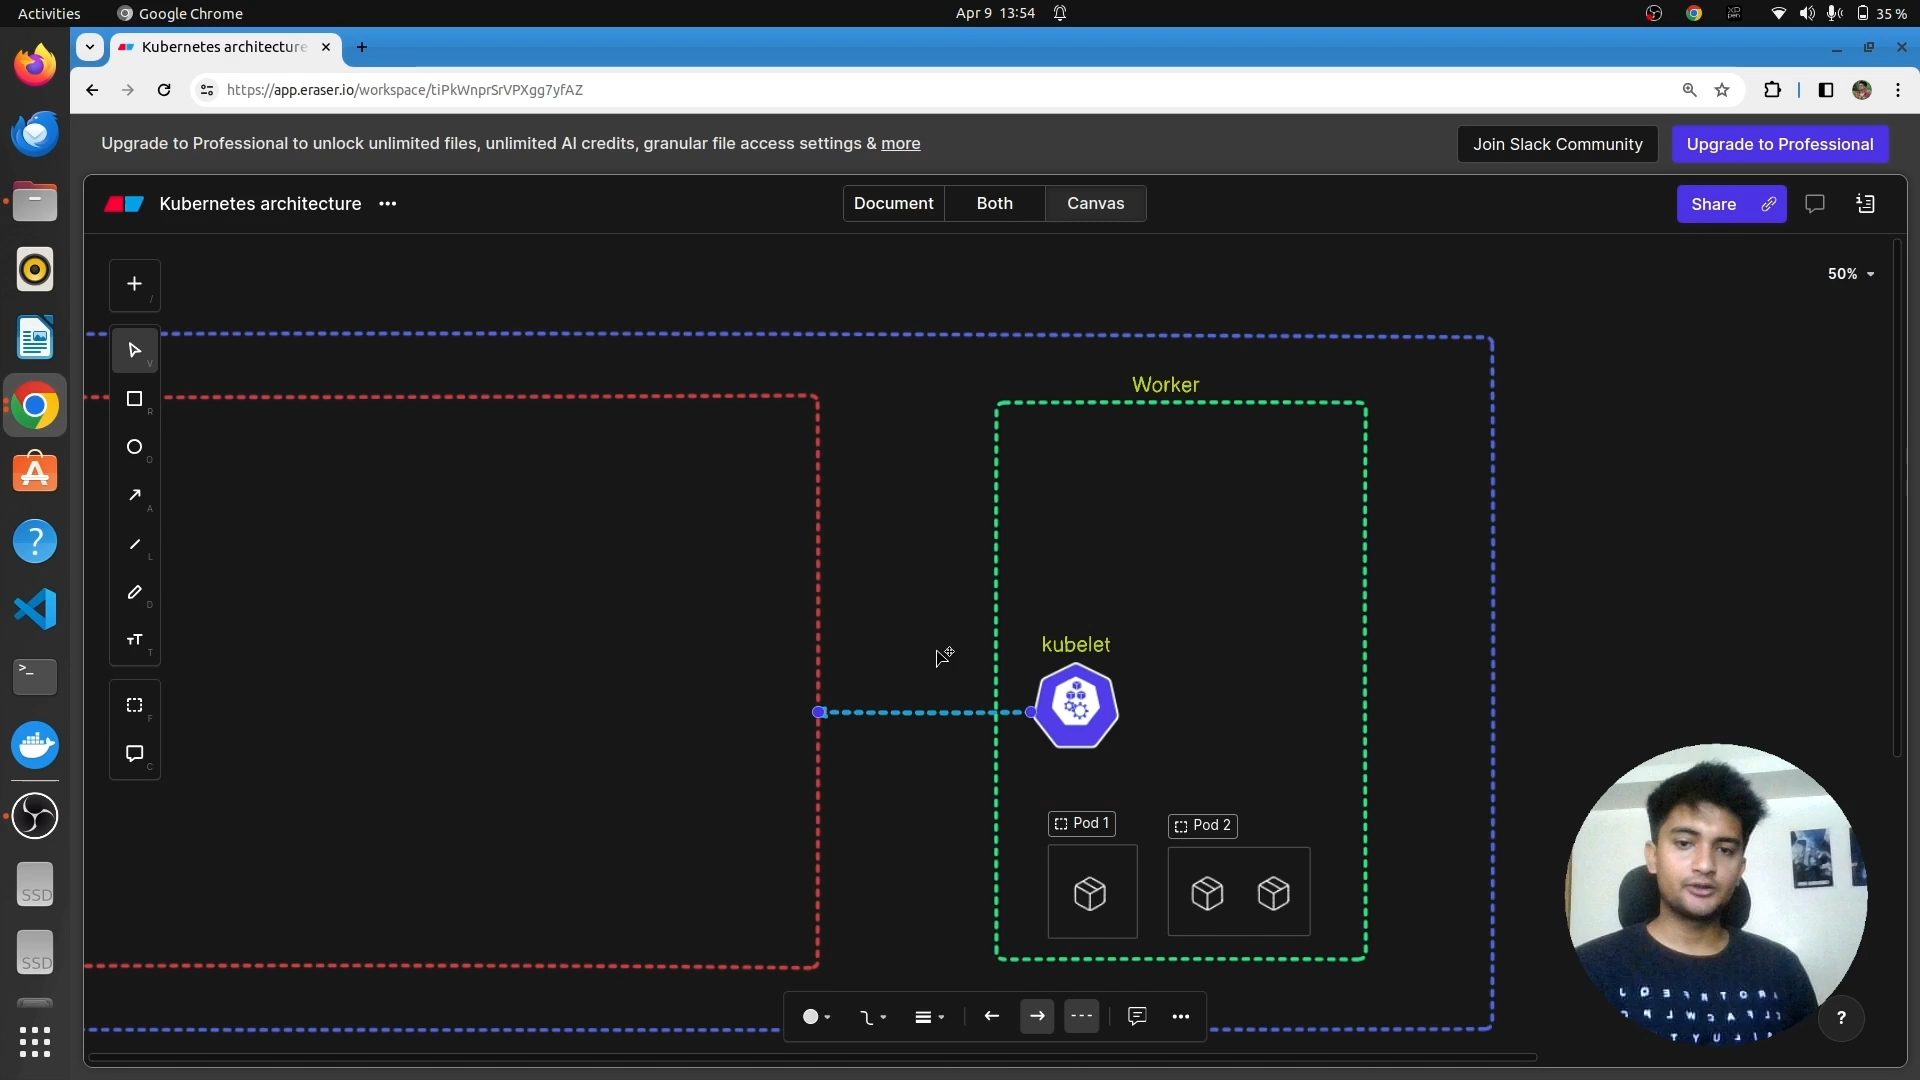 Activities
Google Chrome
Apr 9 13:54
35 %
Kubernetes architecture
https://app.eraser.io/workspace/tiPkWnprSrVPXgg7yfAZ
Upgrade to Professional to unlock unlimited files, unlimited AI credits, granular file access settings & more
Join Slack Community
Upgrade to Professional
Kubernetes architecture
Document
Both
Canvas
Share
50%
/
V
R
O
A
L
D
T
F
C
Worker
kubelet
Pod 1
Pod 2
SSD
SSD
?